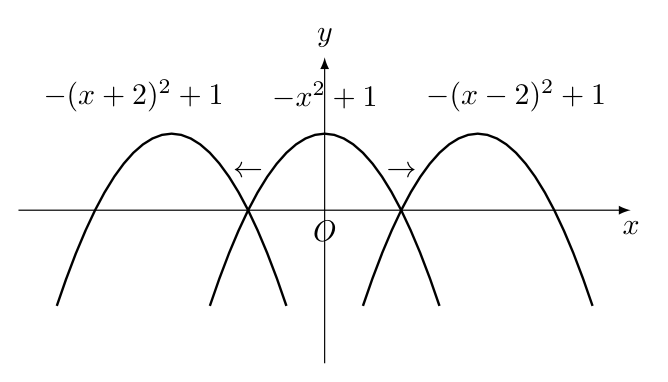 y
−(x + 2)² + 1
−x² + 1
−(x − 2)² + 1
←
→
O
x